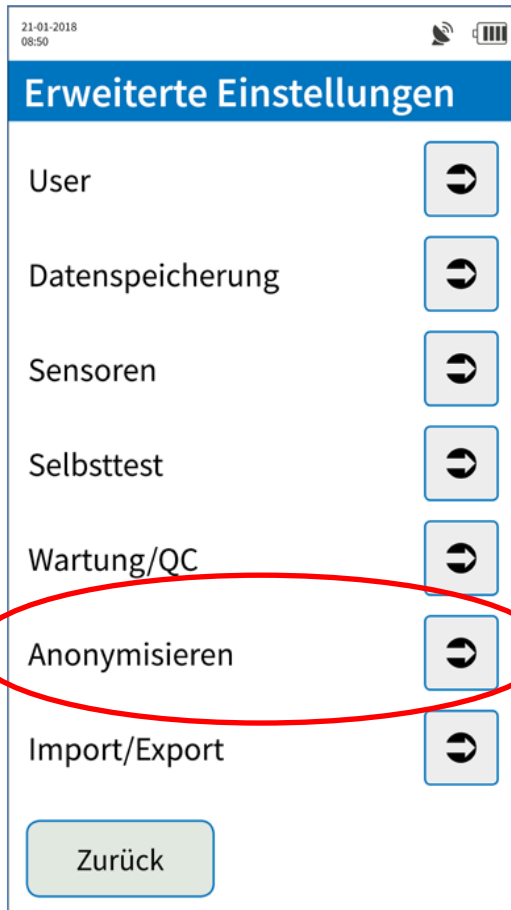 21-01-2018
08:50
Erweiterte Einstellungen
User
Datenspeicherung
Sensoren
Selbsttest
Wartung/QC
Anonymisieren
Import/Export
Zurück